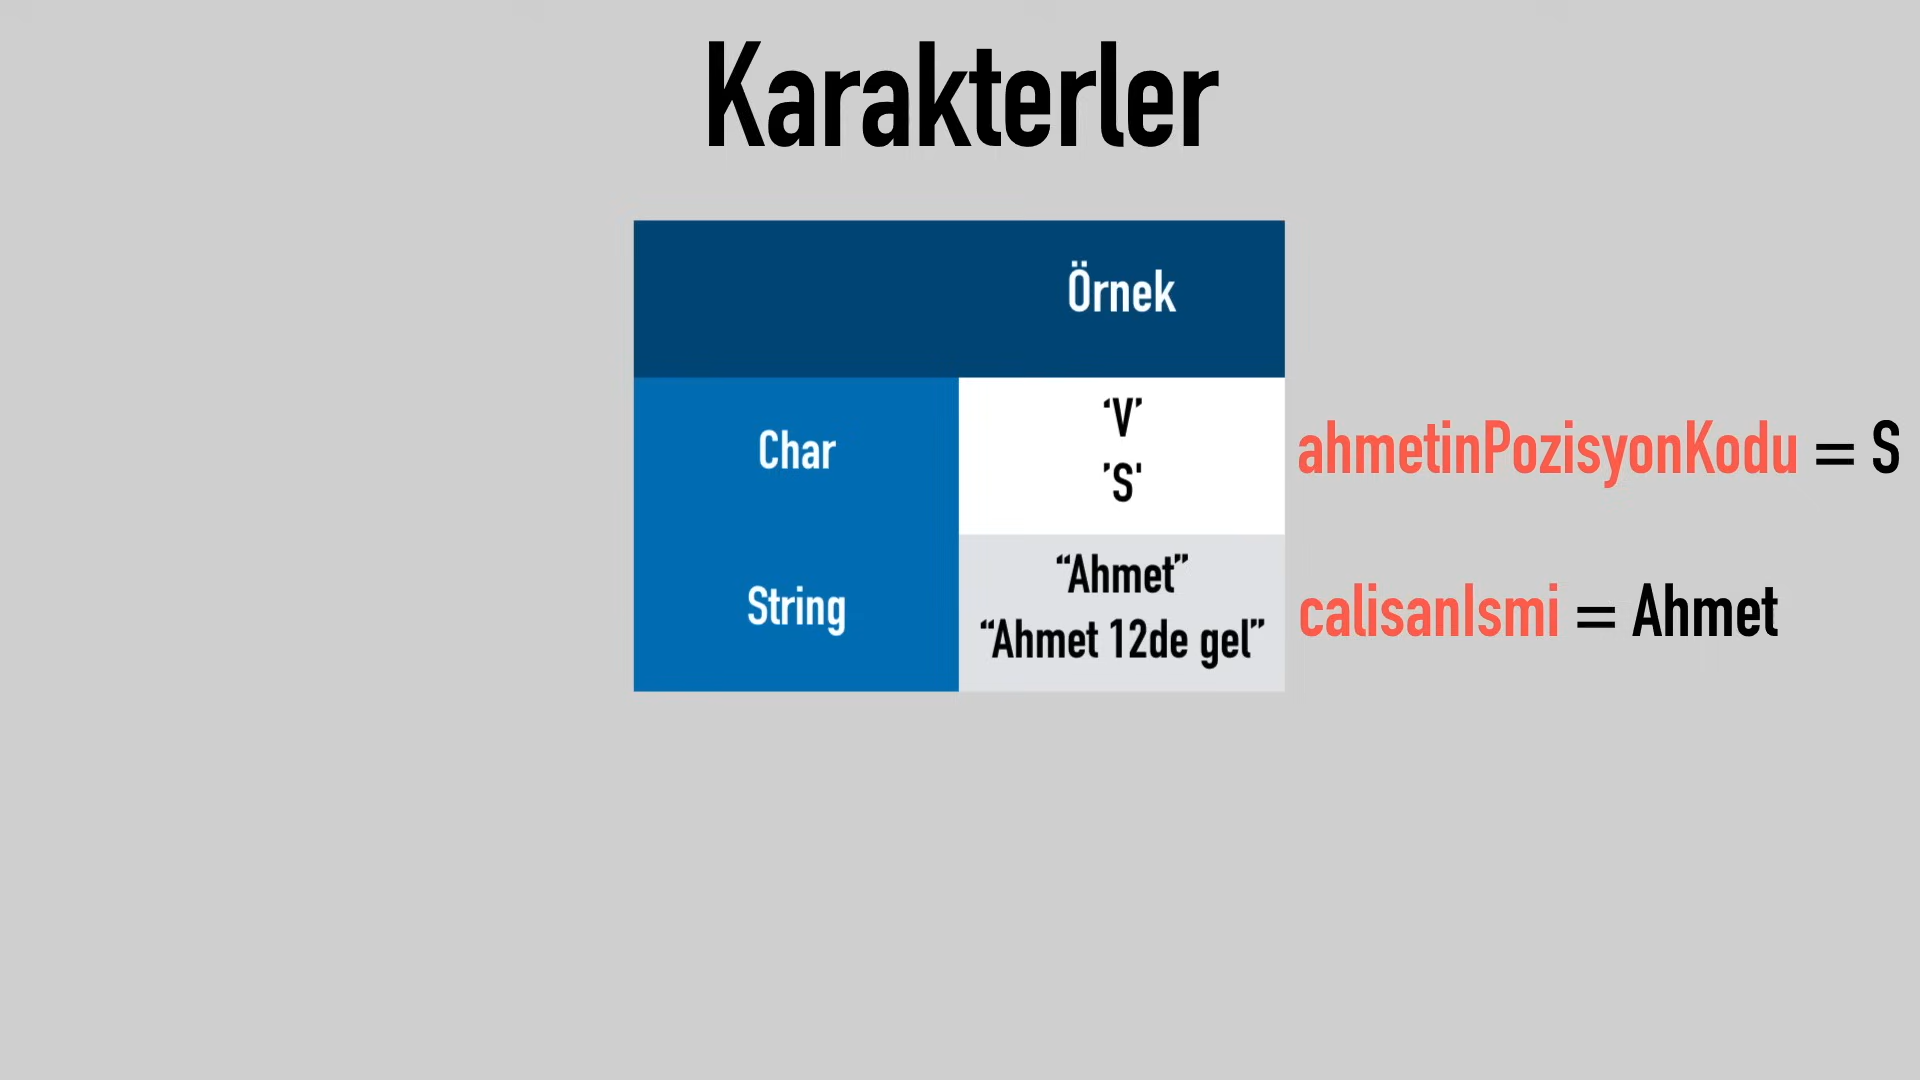 Karakterler
Örnek
Char
‘V’
’S'
ahmetinPozisyonKodu = S
String
“Ahmet”
“Ahmet 12de gel”
calisanIsmi = Ahmet